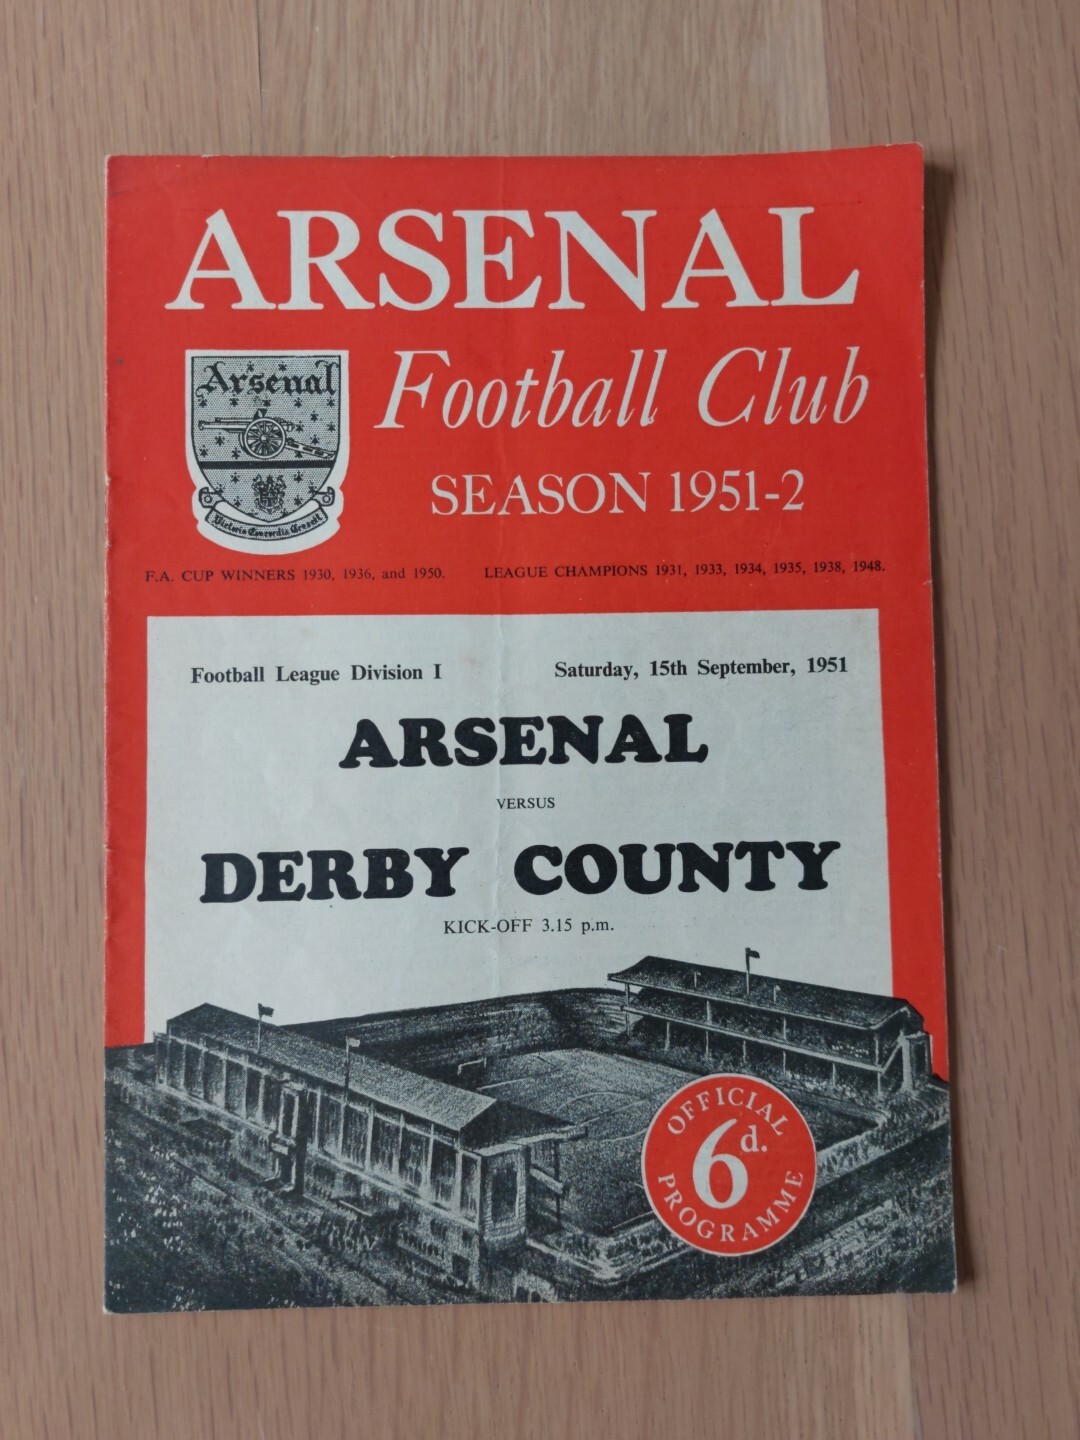 ARSENAL
Arsenal
Football Club
SEASON 1951-2
Victoria Concordia Crescit
F.A. CUP WINNERS 1930, 1936, and 1950. LEAGUE CHAMPIONS 1931, 1933, 1934, 1935, 1938, 1948.
Football League Division I Saturday, 15th September, 1951
ARSENAL
VERSUS
DERBY COUNTY
KICK-OFF 3.15 p.m.
OFFICIAL
6d.
PROGRAMME